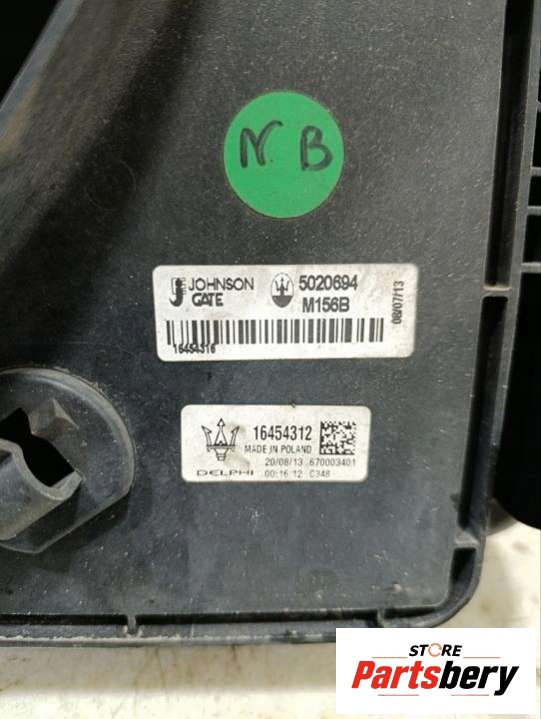 N B
JOHNSON 5020694
GATE M156B
08/07/13
16454316
16454312
MADE IN POLAND
20/08/13 670003401
DELPHI 00:16:12 C348
STORE
Partsbery